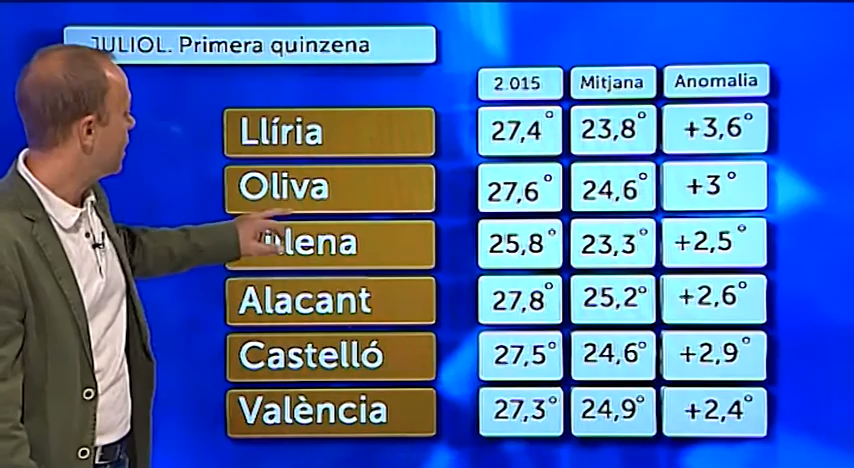 JULIOL. Primera quinzena
2.015 Mitjana Anomalia
Llíria 27,4° 23,8° +3,6°
Oliva 27,6° 24,6° +3°
25,8° 23,3° +2,5°
Alacant 27,8° 25,2° +2,6°
Castelló 27,5° 24,6° +2,9°
València 27,3° 24,9° +2,4°